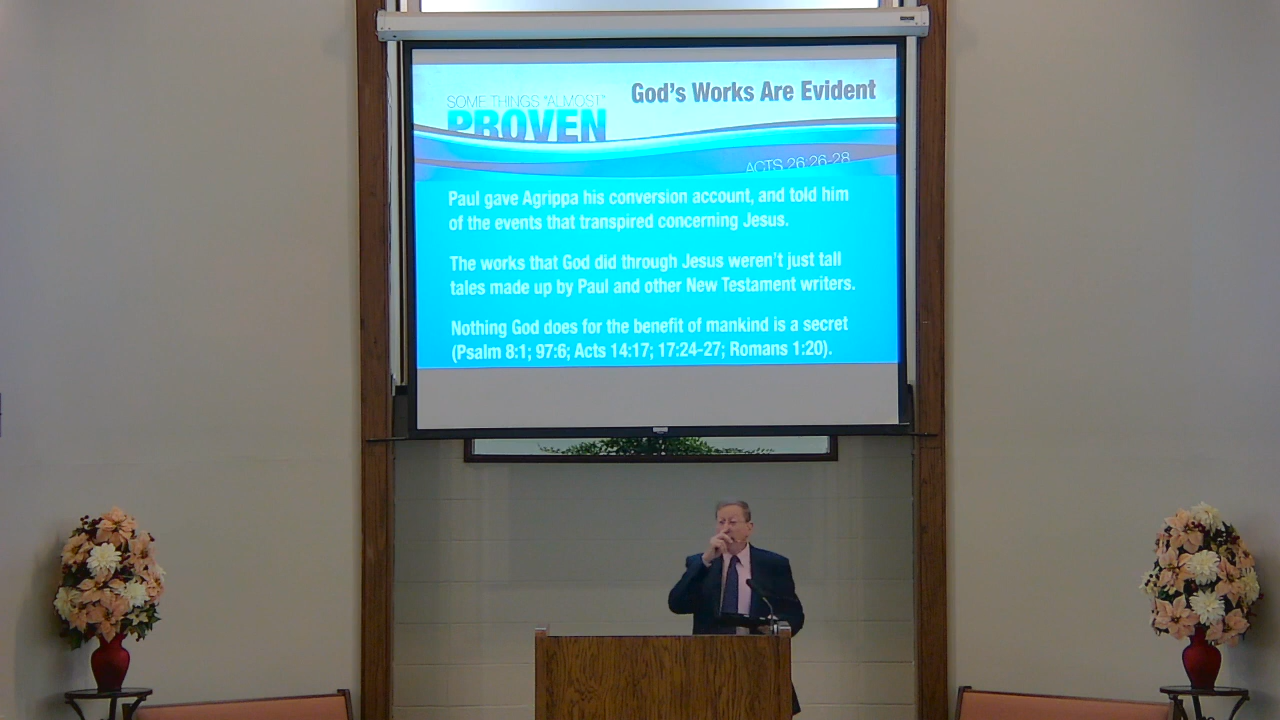 God's Works Are Evident
SOME THINGS "ALMOST"
PROVEN
ACTS 26:26-28
Paul gave Agrippa his conversion account, and told him
of the events that transpired concerning Jesus.
The works that God did through Jesus weren't just tall
tales made up by Paul and other New Testament writers.
Nothing God does for the benefit of mankind is a secret
(Psalm 8:1; 97:6; Acts 14:17; 17:24-27; Romans 1:20).